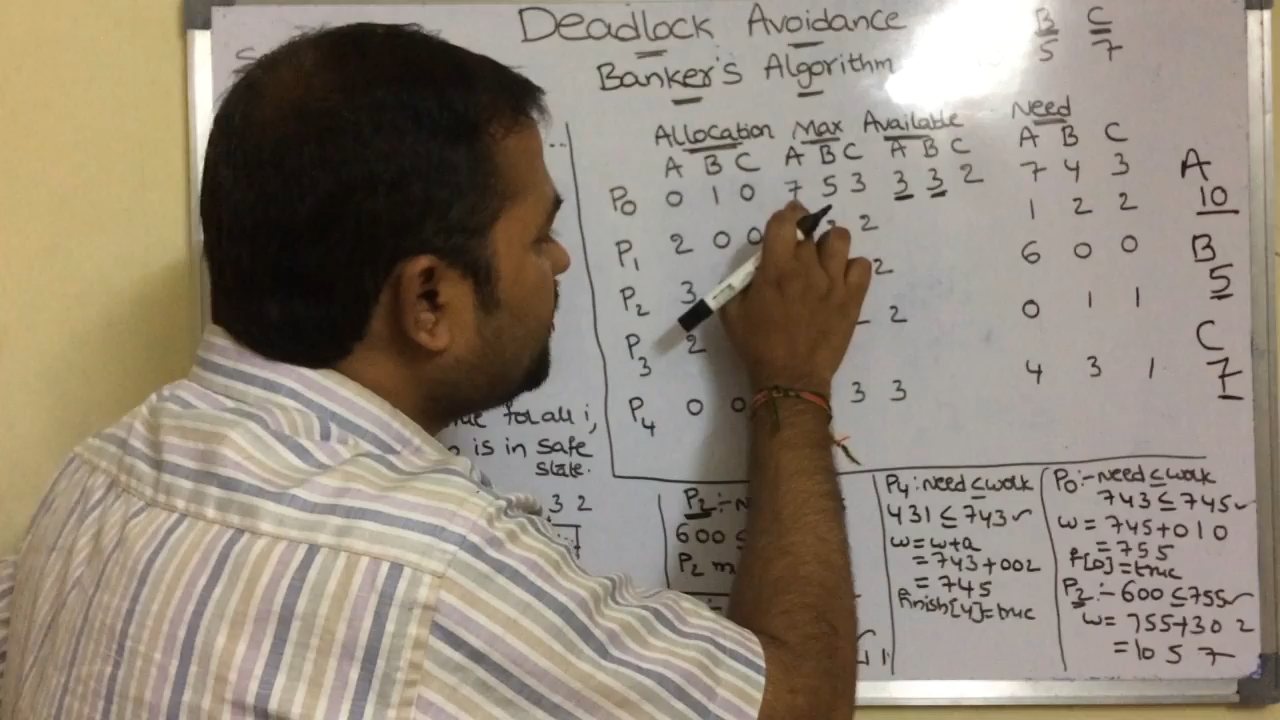 Deadlock Avoidance
Banker's Algorithm
B C
5 7
Allocation Max Available Need
A B C A B C A B C A B C
P0 0 1 0 7 5 3 3 3 2 7 4 3
P1 2 0 0 2 1 2 2
P2 3 2 6 0 0
P3 2 2 0 1 1
P4 0 0 3 3 4 3 1
A
10
B
5
C
7
for all i,
is in safe
state.
3 2
P2:-
600
P2
P4:need ≤ work
431 ≤ 743✓
w=w+a
=743+002
=745
finish[4]=true
P0:-need ≤ work
743 ≤ 745✓
w=745+010
=755
f[0]=true
P2:-600 ≤ 755✓
w= 755+302
=10 5 7